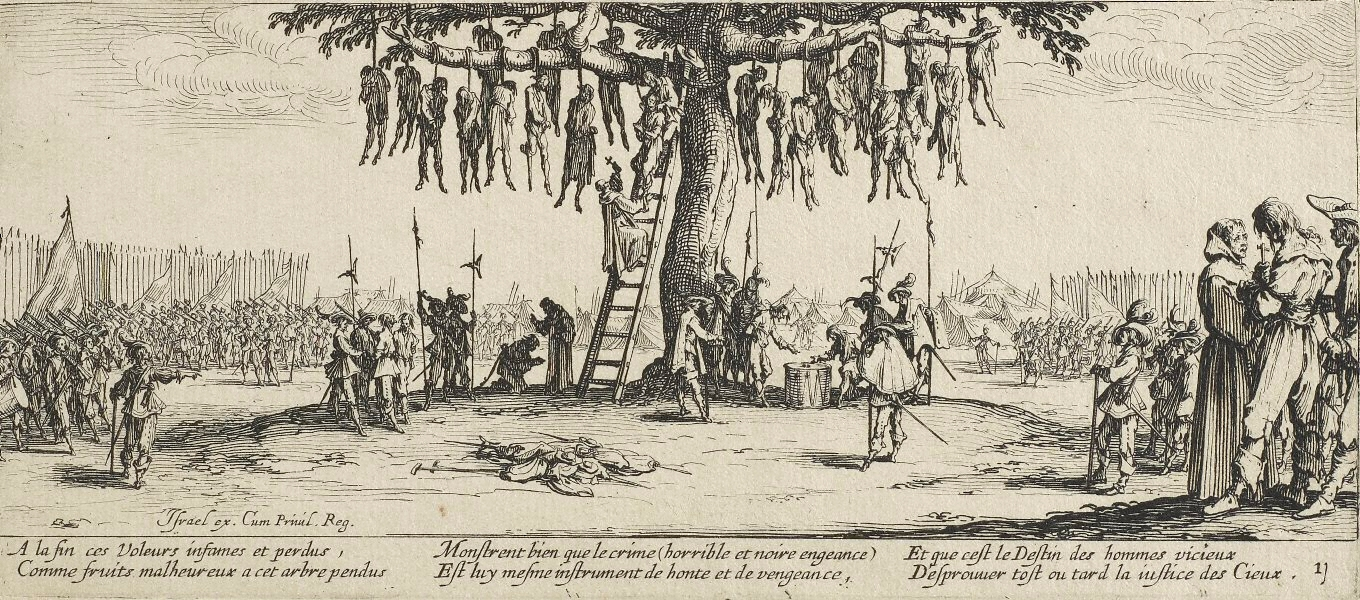 Israel ex. Cum Priuil. Reg.
A la fin ces Voleurs infames et perdus ,
Comme fruits malheureux a cet arbre pendus
Monstrent bien que le crime (horrible et noire engeance)
Est luy mesme instrument de honte et de vengeance ,
Et que cest le Destin des hommes vicieux
Desprouuer tost ou tard la iustice des Cieux . 11